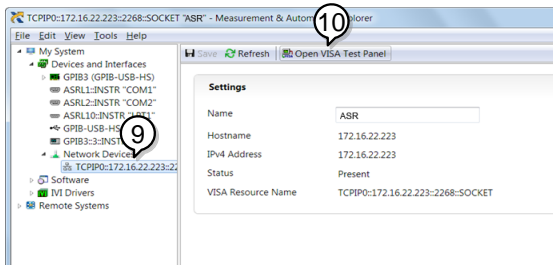 TCPIP0::172.16.22.223::2268::SOCKET "ASR" - Measurement & Autom plorer
10
File Edit View Tools Help
Save Refresh Open VISA Test Panel
My System
Devices and Interfaces
GPIB3 (GPIB-USB-HS)
ASRL1::INSTR "COM1"
ASRL2::INSTR "COM2"
ASRL10::INSTR "LPT1"
GPIB-USB-HS
GPIB3::3::INST
9
Network Devices
TCPIP0::172.16.22.223::22
Software
IVI Drivers
Remote Systems
Settings
Name ASR
Hostname 172.16.22.223
IPv4 Address 172.16.22.223
Status Present
VISA Resource Name TCPIP0::172.16.22.223::2268::SOCKET